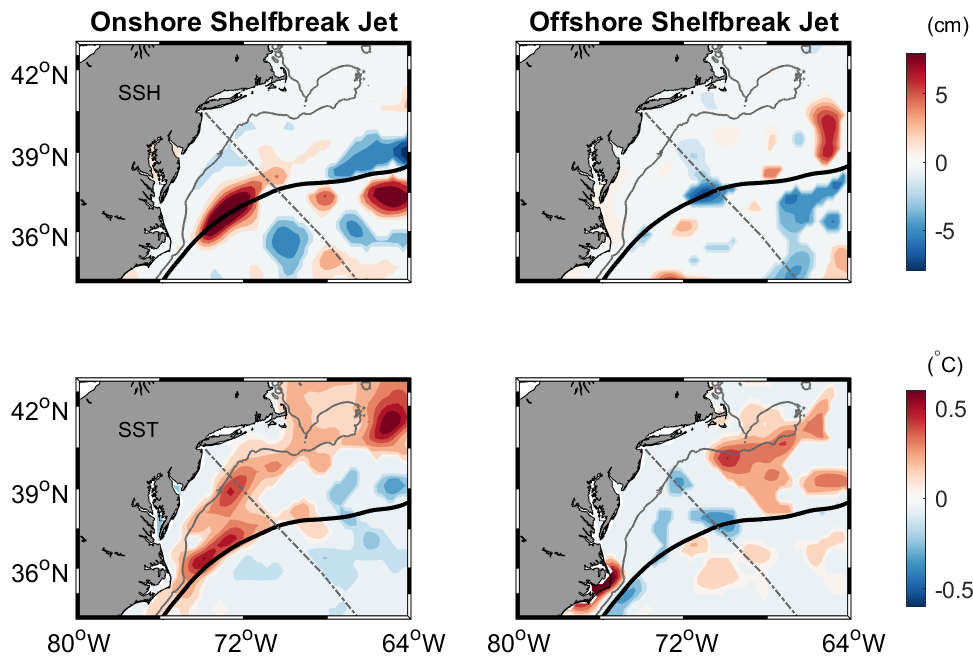 Onshore Shelfbreak Jet
Offshore Shelfbreak Jet
(cm)
42°N
39°N
36°N
SSH
5
0
-5
(°C)
42°N
39°N
36°N
SST
0.5
0
-0.5
80°W
72°W
64°W
80°W
72°W
64°W